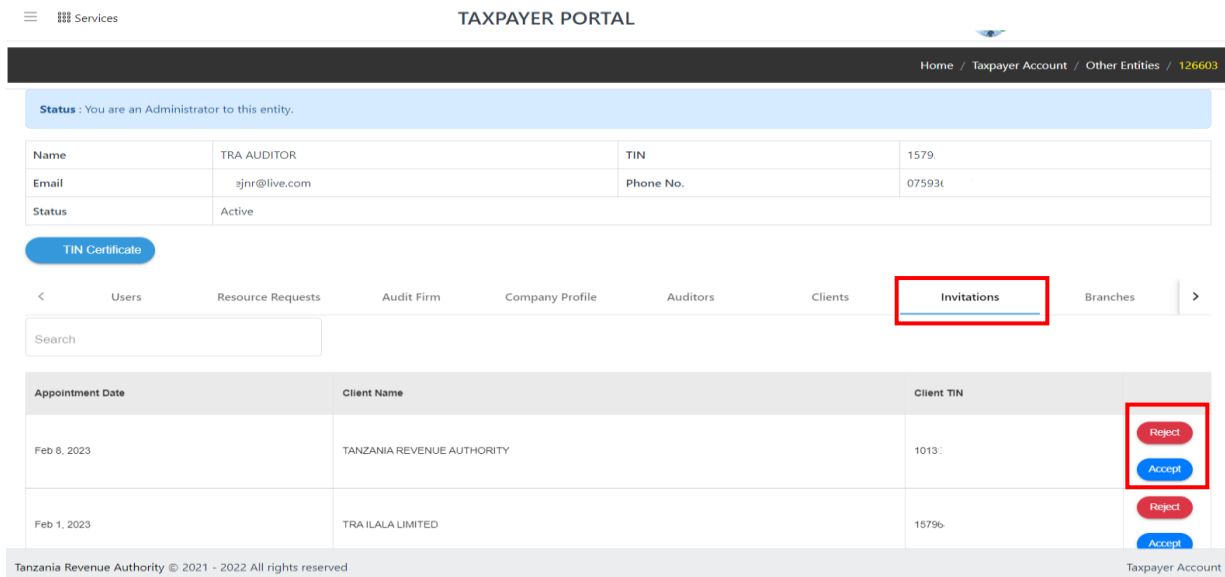 Services
TAXPAYER PORTAL
Home / Taxpayer Account / Other Entities / 126603
Status : You are an Administrator to this entity.
Name TRA AUDITOR TIN 1579
Email ejnr@live.com Phone No. 07593
Status Active
TIN Certificate
< Users Resource Requests Audit Firm Company Profile Auditors Clients Invitations Branches >
Search
Appointment Date Client Name Client TIN
Reject
Feb 8, 2023 TANZANIA REVENUE AUTHORITY 1013
Accept
Reject
Feb 1, 2023 TRA ILALA LIMITED 15796
Accept
Tanzania Revenue Authority © 2021 - 2022 All rights reserved Taxpayer Account